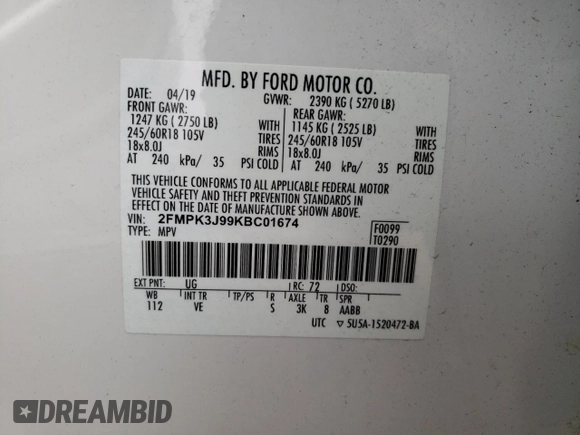 MFD. BY FORD MOTOR CO.
DATE: 04/19 GVWR: 2390 KG ( 5270 LB)
FRONT GAWR: REAR GAWR:
1247 KG ( 2750 LB) WITH 1145 KG ( 2525 LB) WITH
245/60R18 105V TIRES 245/60R18 105V TIRES
18x8.0J RIMS 18x8.0J RIMS
AT 240 kPa/ 35 PSI COLD AT 240 kPa/ 35 PSI COLD
THIS VEHICLE CONFORMS TO ALL APPLICABLE FEDERAL MOTOR
VEHICLE SAFETY AND THEFT PREVENTION STANDARDS IN
EFFECT ON THE DATE OF MANUFACTURE SHOWN ABOVE.
VIN: 2FMPK3J99KBC01674 F0099
TYPE: MPV T0290
EXT PNT: UG RC: 72 DSO:
WB INT TR TP/PS R AXLE TR SPR
112 VE S 3K 8 AABB
UTC ▽ 5U5A-1520472-BA
DREAMBID